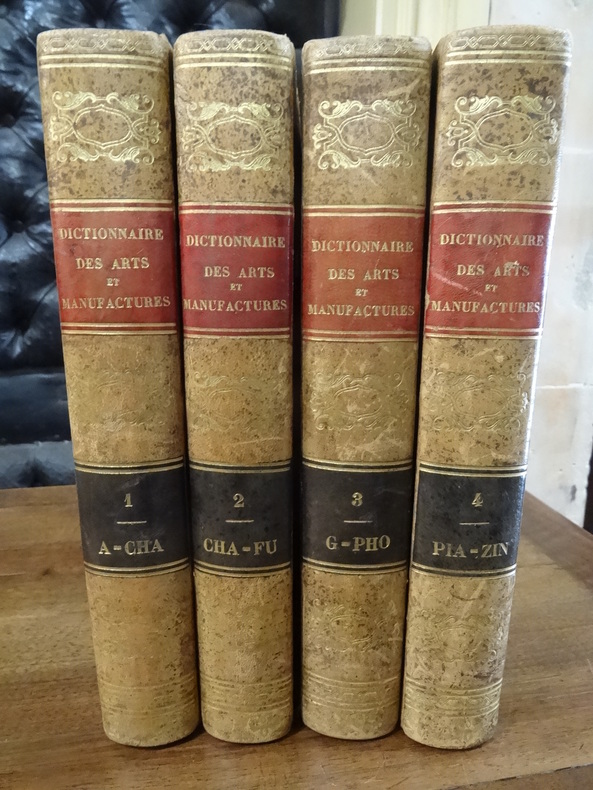 DICTIONNAIRE
DES ARTS
ET
MANUFACTURES
1
A=CHA
DICTIONNAIRE
DES ARTS
ET
MANUFACTURES
2
CHA=FU
DICTIONNAIRE
DES ARTS
ET
MANUFACTURES
3
G=PHO
DICTIONNAIRE
DES ARTS
ET
MANUFACTURES
4
PIA=ZIN